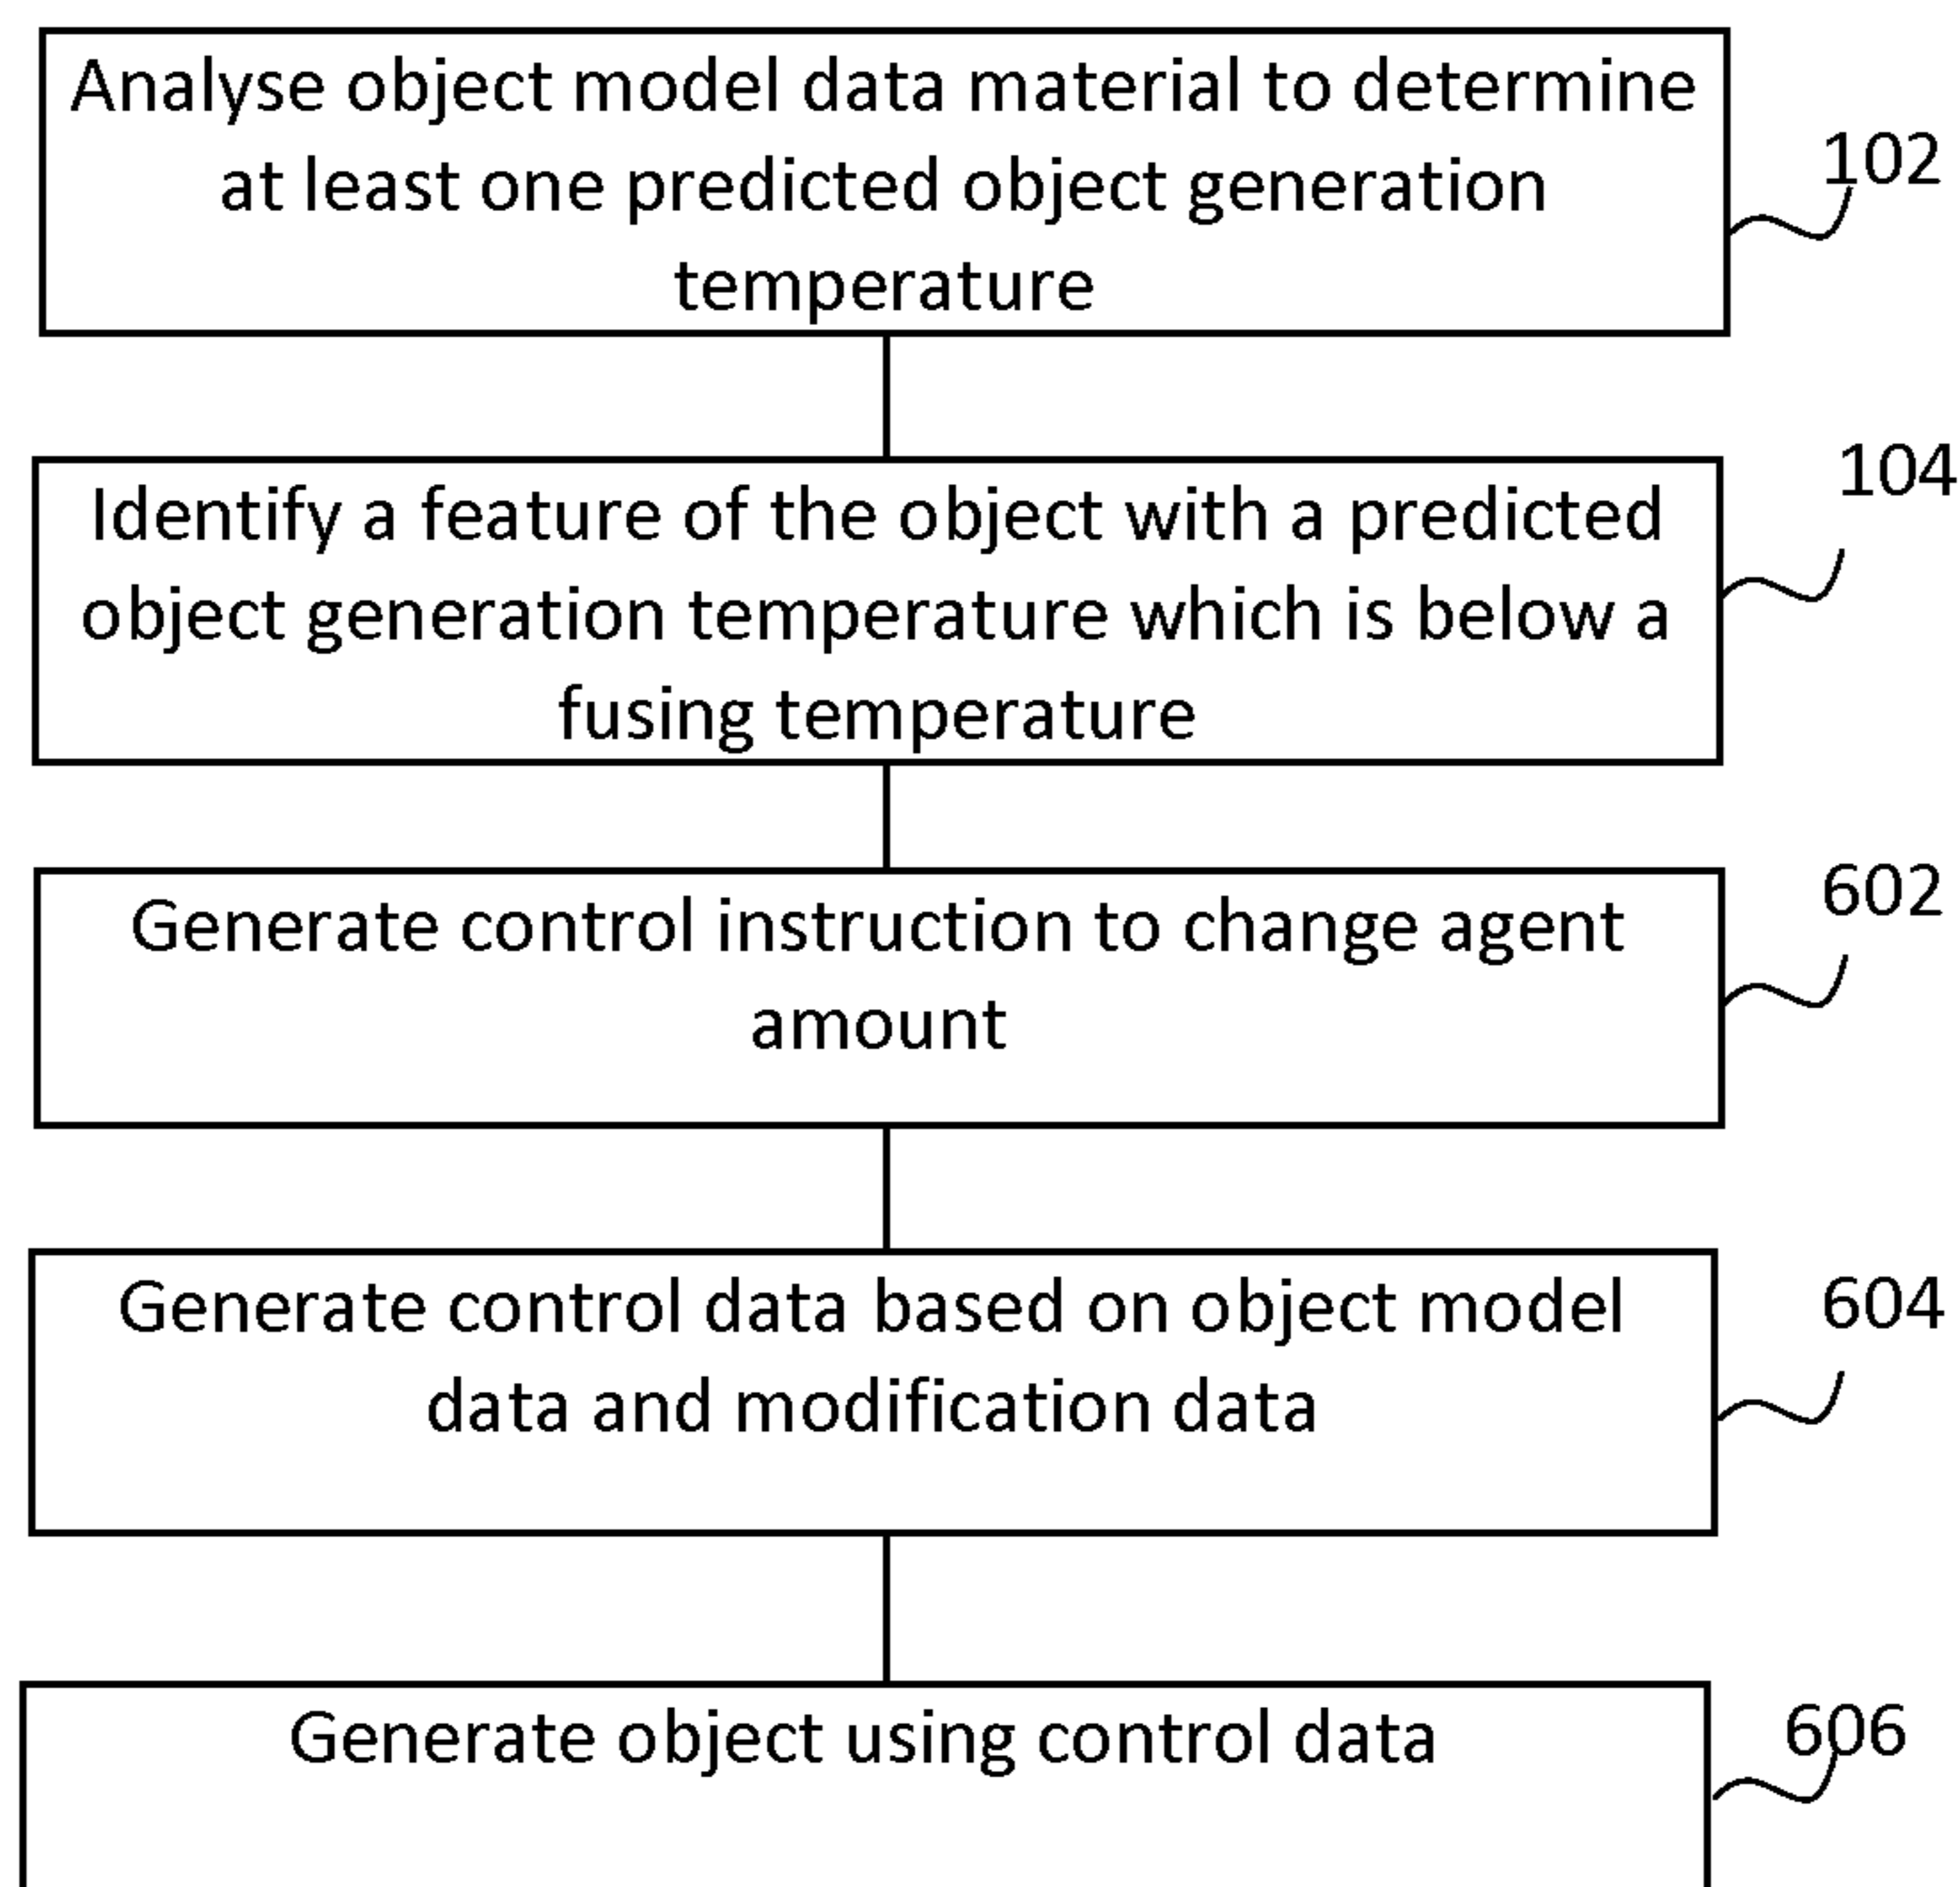 Analyse object model data material to determine
at least one predicted object generation
temperature
102
Identify a feature of the object with a predicted
object generation temperature which is below a
fusing temperature
104
Generate control instruction to change agent
amount
602
Generate control data based on object model
data and modification data
604
Generate object using control data
606